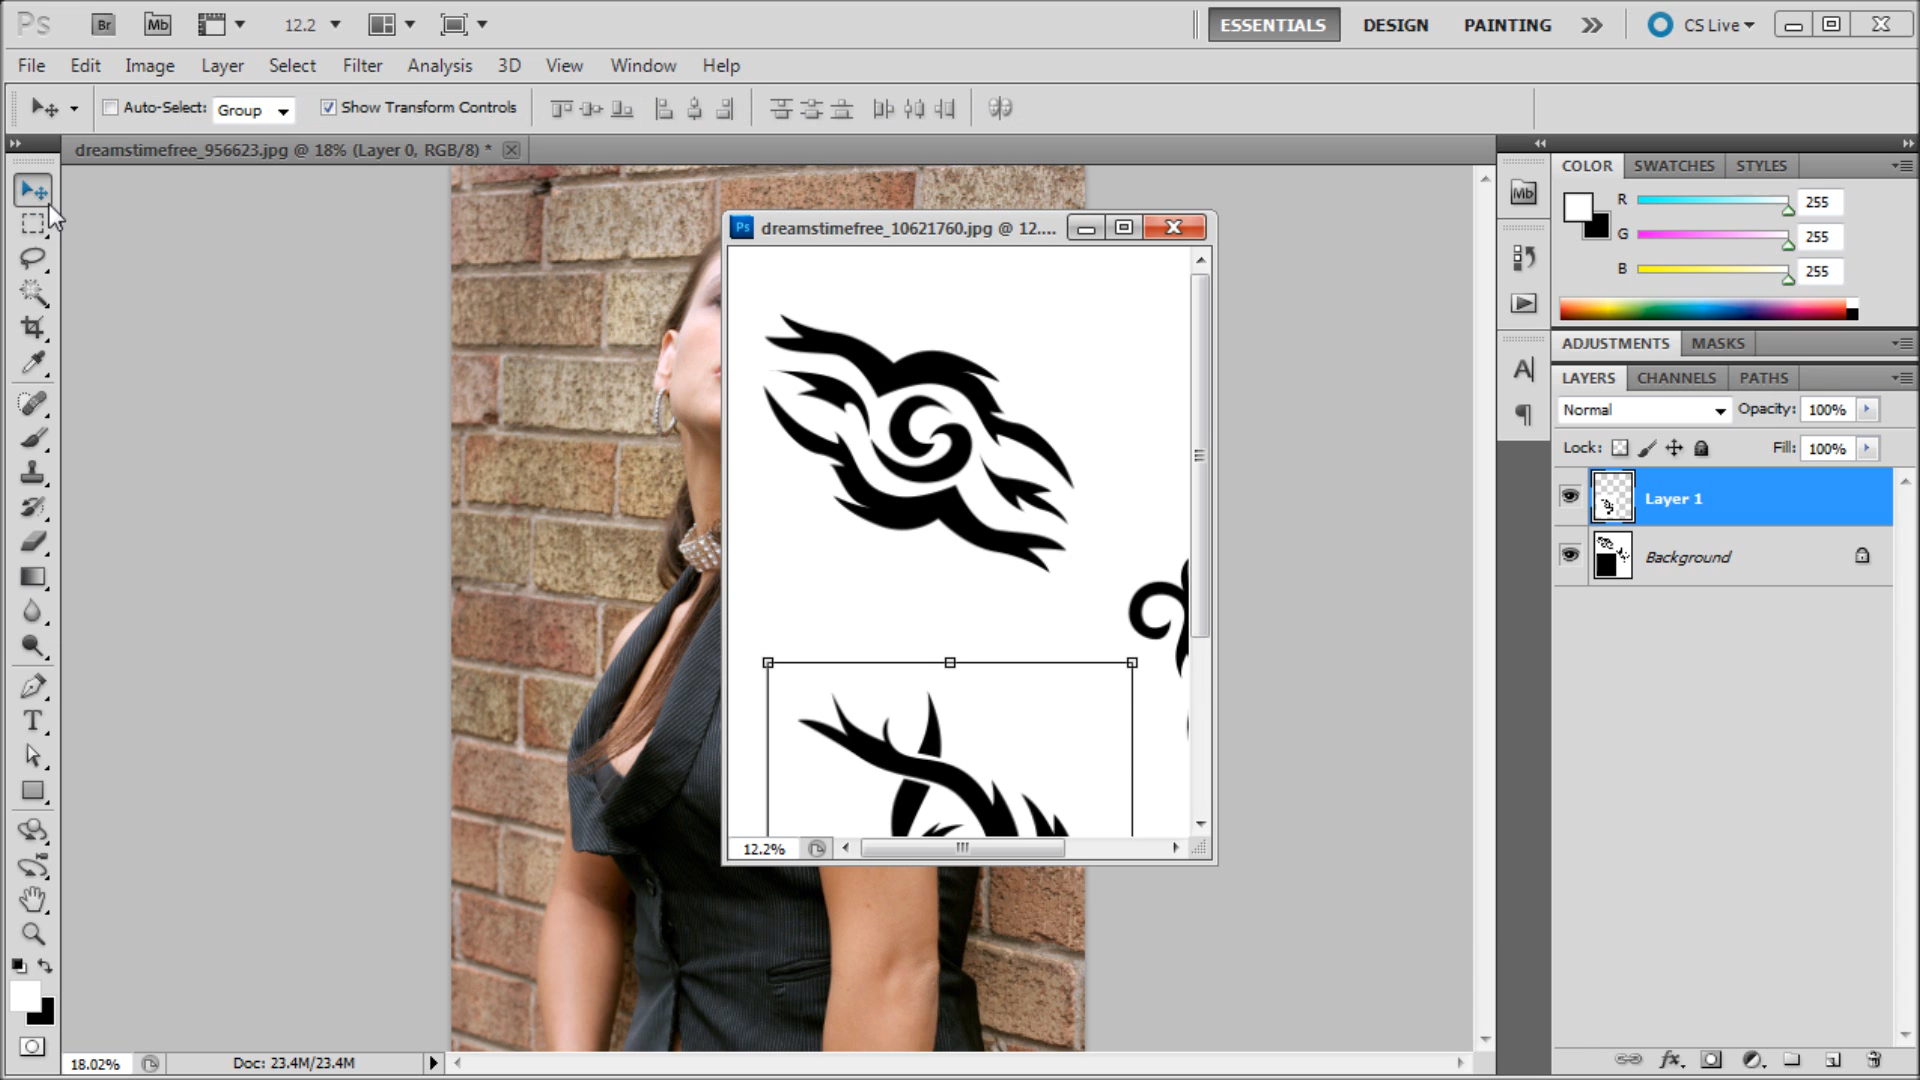 Ps Br Mb 12.2 ESSENTIALS DESIGN PAINTING CS Live
File Edit Image Layer Select Filter Analysis 3D View Window Help
Auto-Select: Group Show Transform Controls
dreamstimefree_956623.jpg @ 18% (Layer 0, RGB/8) *
COLOR SWATCHES STYLES
Mb
R 255
G 255
B 255
Ps dreamstimefree_10621760.jpg @ 12....
ADJUSTMENTS MASKS
LAYERS CHANNELS PATHS
Normal Opacity: 100%
Lock: Fill: 100%
Layer 1
Background
T
12.2%
18.02% Doc: 23.4M/23.4M
fx